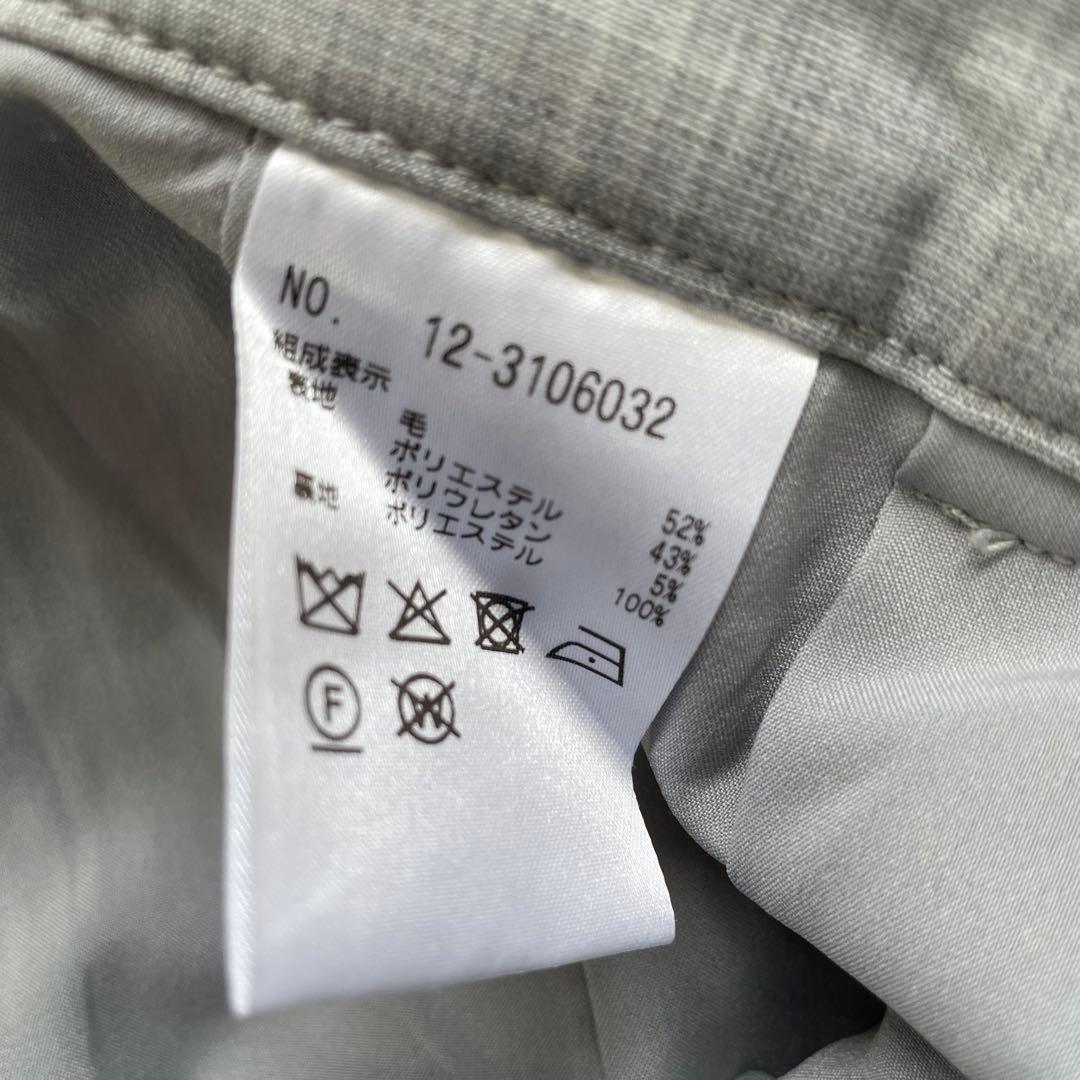 NO. 12-3106032
組成表示
表地
毛 52%
ポリエステル 43%
ポリウレタン 5%
裏地 ポリエステル 100%
F
W